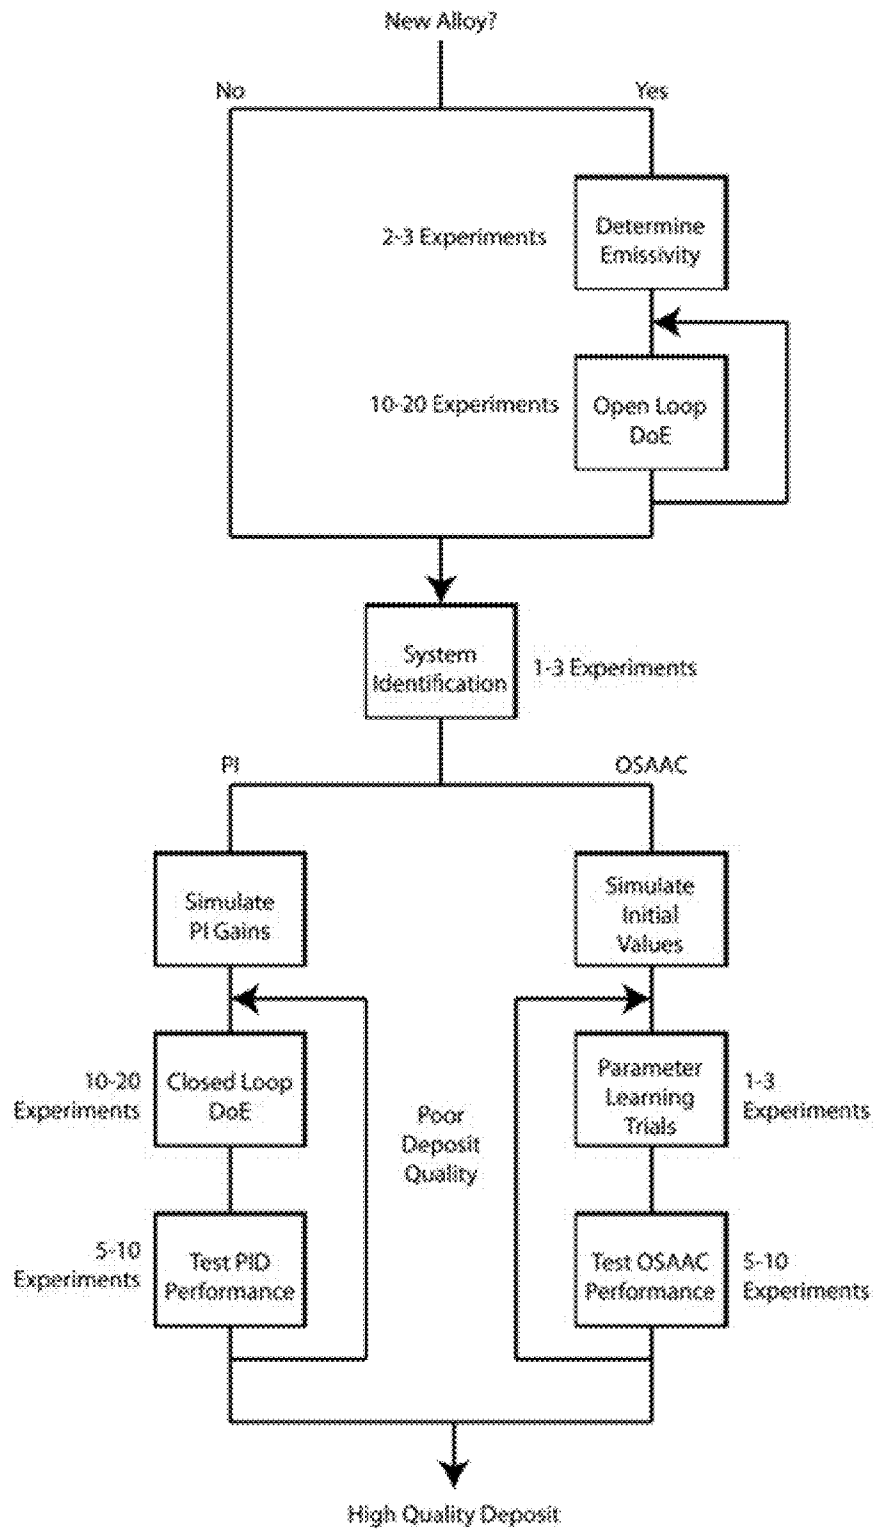 New Alloy?
No
Yes
2-3 Experiments
Determine
Emissivity
10-20 Experiments
Open Loop
DoE
System
Identification
1-3 Experiments
PI
OSAAC
Simulate
PI Gains
Simulate
Initial
Values
10-20
Experiments
Closed Loop
DoE
Poor
Deposit
Quality
Parameter
Learning
Trials
1-3
Experiments
5-10
Experiments
Test PID
Performance
Test OSAAC
Performance
5-10
Experiments
High Quality Deposit